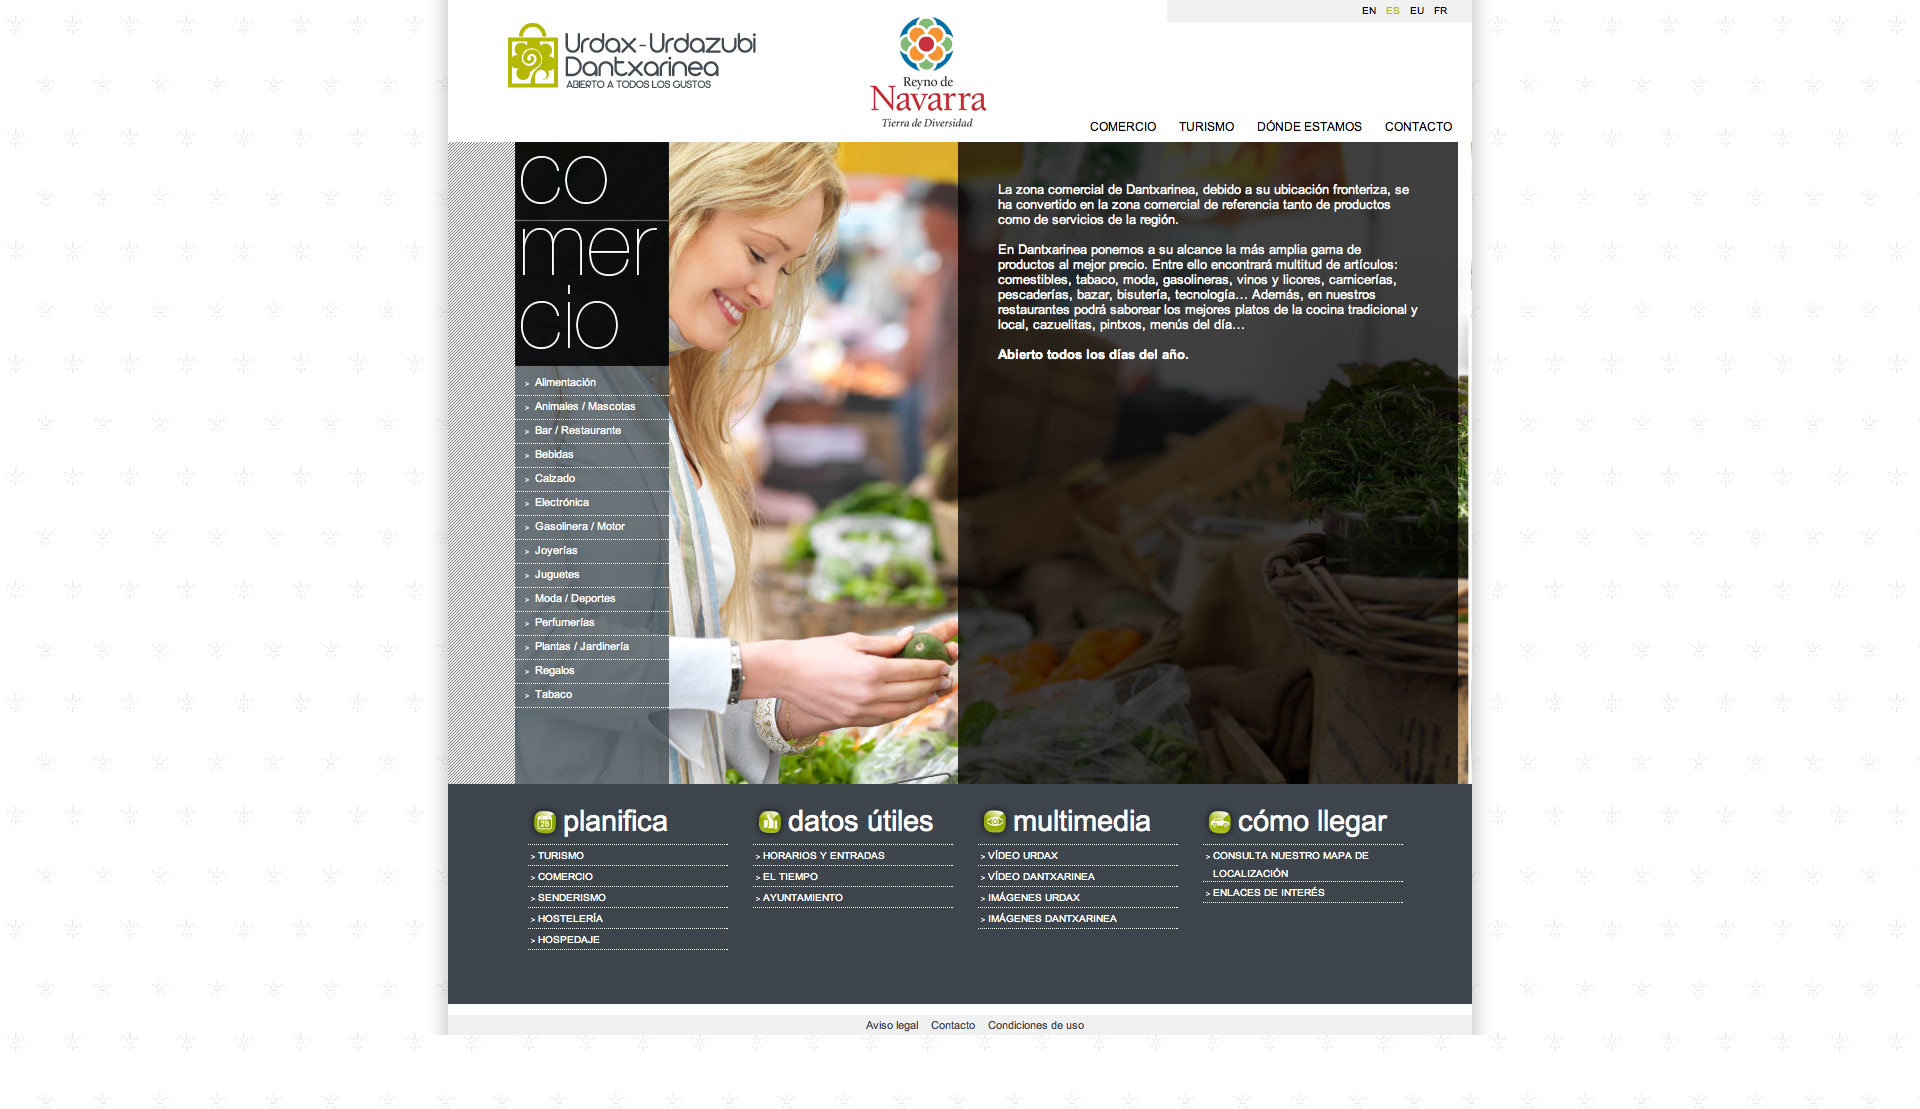 EN ES EU FR
Urdax-Urdazubi
Dantxarinea
ABIERTO A TODOS LOS GUSTOS
Reyno de
Navarra
Tierra de Diversidad
COMERCIO TURISMO DÓNDE ESTAMOS CONTACTO
co
mer
cio
> Alimentación
> Animales / Mascotas
> Bar / Restaurante
> Bebidas
> Calzado
> Electrónica
> Gasolinera / Motor
> Joyerías
> Juguetes
> Moda / Deportes
> Perfumerías
> Plantas / Jardinería
> Regalos
> Tabaco
La zona comercial de Dantxarinea, debido a su ubicación fronteriza, se
ha convertido en la zona comercial de referencia tanto de productos
como de servicios de la región.
En Dantxarinea ponemos a su alcance la más amplia gama de
productos al mejor precio. Entre ello encontrará multitud de artículos:
comestibles, tabaco, moda, gasolineras, vinos y licores, carnicerías,
pescaderías, bazar, bisutería, tecnología… Además, en nuestros
restaurantes podrá saborear los mejores platos de la cocina tradicional y
local, cazuelitas, pintxos, menús del día…
Abierto todos los días del año.
28 planifica
> TURISMO
> COMERCIO
> SENDERISMO
> HOSTELERÍA
> HOSPEDAJE
datos útiles
> HORARIOS Y ENTRADAS
> EL TIEMPO
> AYUNTAMIENTO
multimedia
> VÍDEO URDAX
> VÍDEO DANTXARINEA
> IMÁGENES URDAX
> IMÁGENES DANTXARINEA
cómo llegar
> CONSULTA NUESTRO MAPA DE
LOCALIZACIÓN
> ENLACES DE INTERÉS
Aviso legal Contacto Condiciones de uso